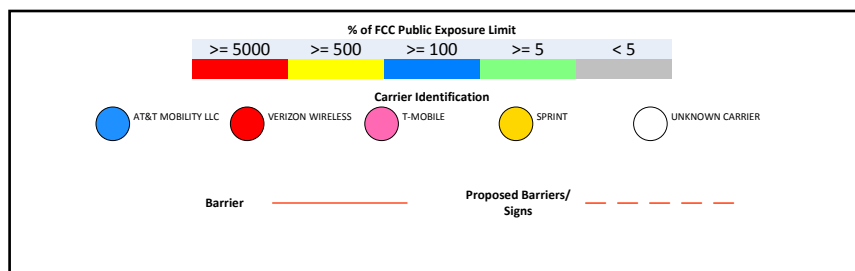 % of FCC Public Exposure Limit
>= 5000 >= 500 >= 100 >= 5 < 5
Carrier Identification
AT&T MOBILITY LLC VERIZON WIRELESS T-MOBILE SPRINT UNKNOWN CARRIER
Barrier Proposed Barriers/
Signs